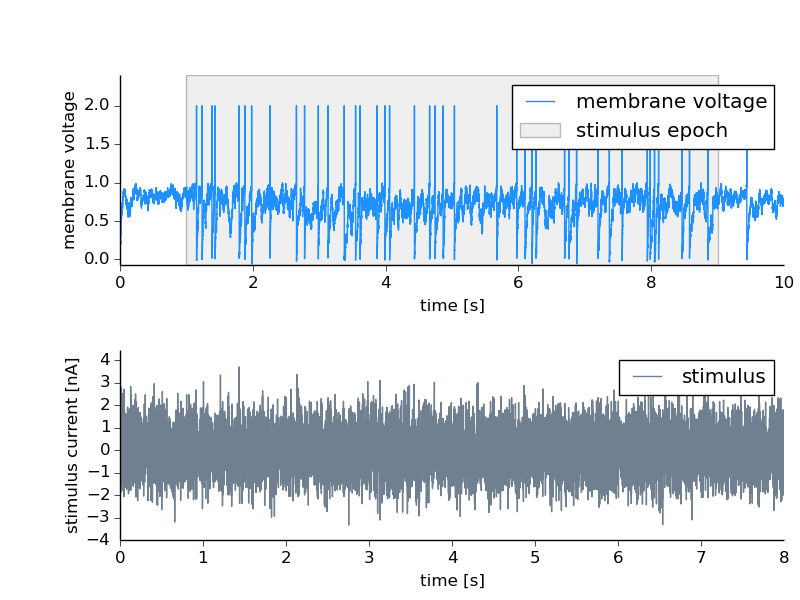 membrane voltage
2.0
1.5
1.0
0.5
0.0
membrane voltage
stimulus epoch
0 2 4 6 8 10
time [s]
stimulus current [nA]
4
3
2
1
0
−1
−2
−3
−4
stimulus
0 1 2 3 4 5 6 7 8
time [s]